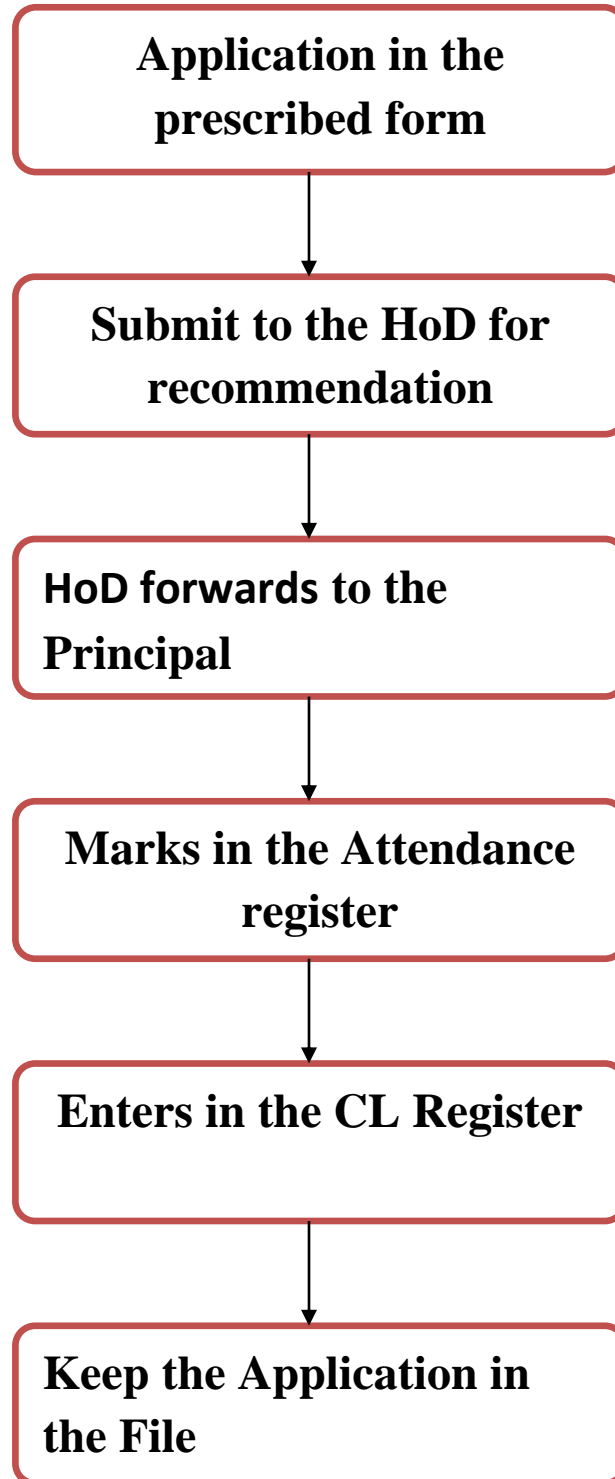 Application in the
prescribed form
Submit to the HoD for
recommendation
HoD forwards to the
Principal
Marks in the Attendance
register
Enters in the CL Register
Keep the Application in
the File